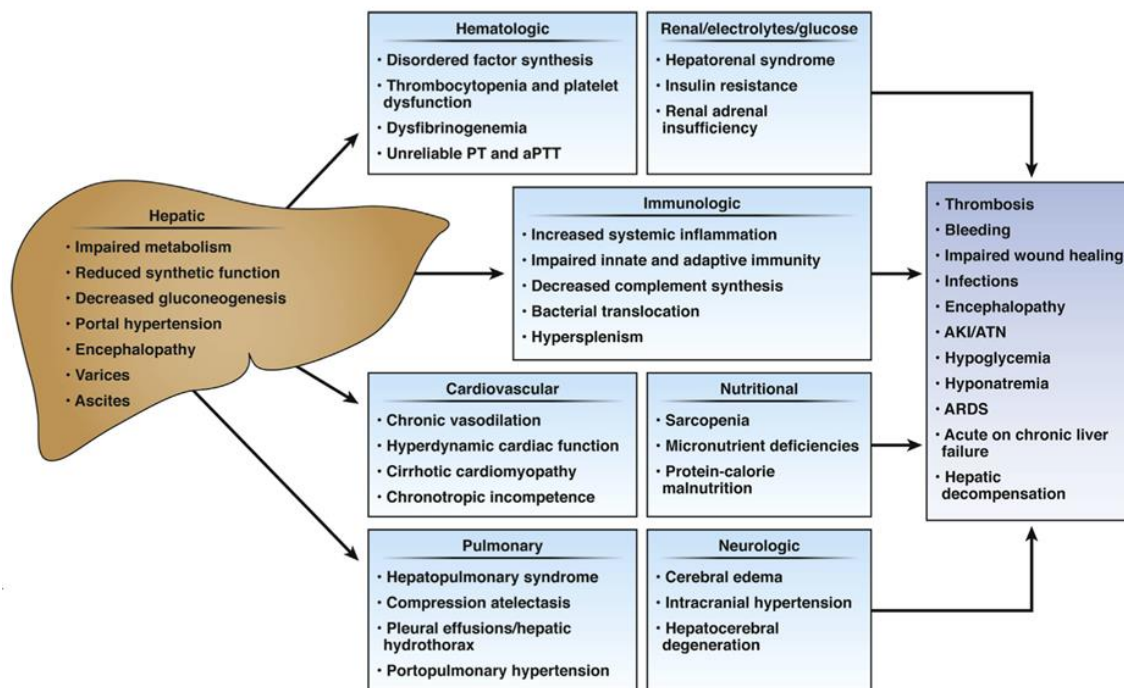 Hepatic
· Impaired metabolism
· Reduced synthetic function
· Decreased gluconeogenesis
· Portal hypertension
· Encephalopathy
· Varices
· Ascites
Hematologic
· Disordered factor synthesis
· Thrombocytopenia and platelet
dysfunction
· Dysfibrinogenemia
· Unreliable PT and aPTT
Renal/electrolytes/glucose
· Hepatorenal syndrome
· Insulin resistance
· Renal adrenal
insufficiency
Immunologic
· Increased systemic inflammation
· Impaired innate and adaptive immunity
· Decreased complement synthesis
· Bacterial translocation
· Hypersplenism
Cardiovascular
· Chronic vasodilation
· Hyperdynamic cardiac function
· Cirrhotic cardiomyopathy
· Chronotropic incompetence
Nutritional
· Sarcopenia
· Micronutrient deficiencies
· Protein-calorie
malnutrition
Pulmonary
· Hepatopulmonary syndrome
· Compression atelectasis
· Pleural effusions/hepatic
hydrothorax
· Portopulmonary hypertension
Neurologic
· Cerebral edema
· Intracranial hypertension
· Hepatocerebral
degeneration
· Thrombosis
· Bleeding
· Impaired wound healing
· Infections
· Encephalopathy
· AKI/ATN
· Hypoglycemia
· Hyponatremia
· ARDS
· Acute on chronic liver
failure
· Hepatic
decompensation